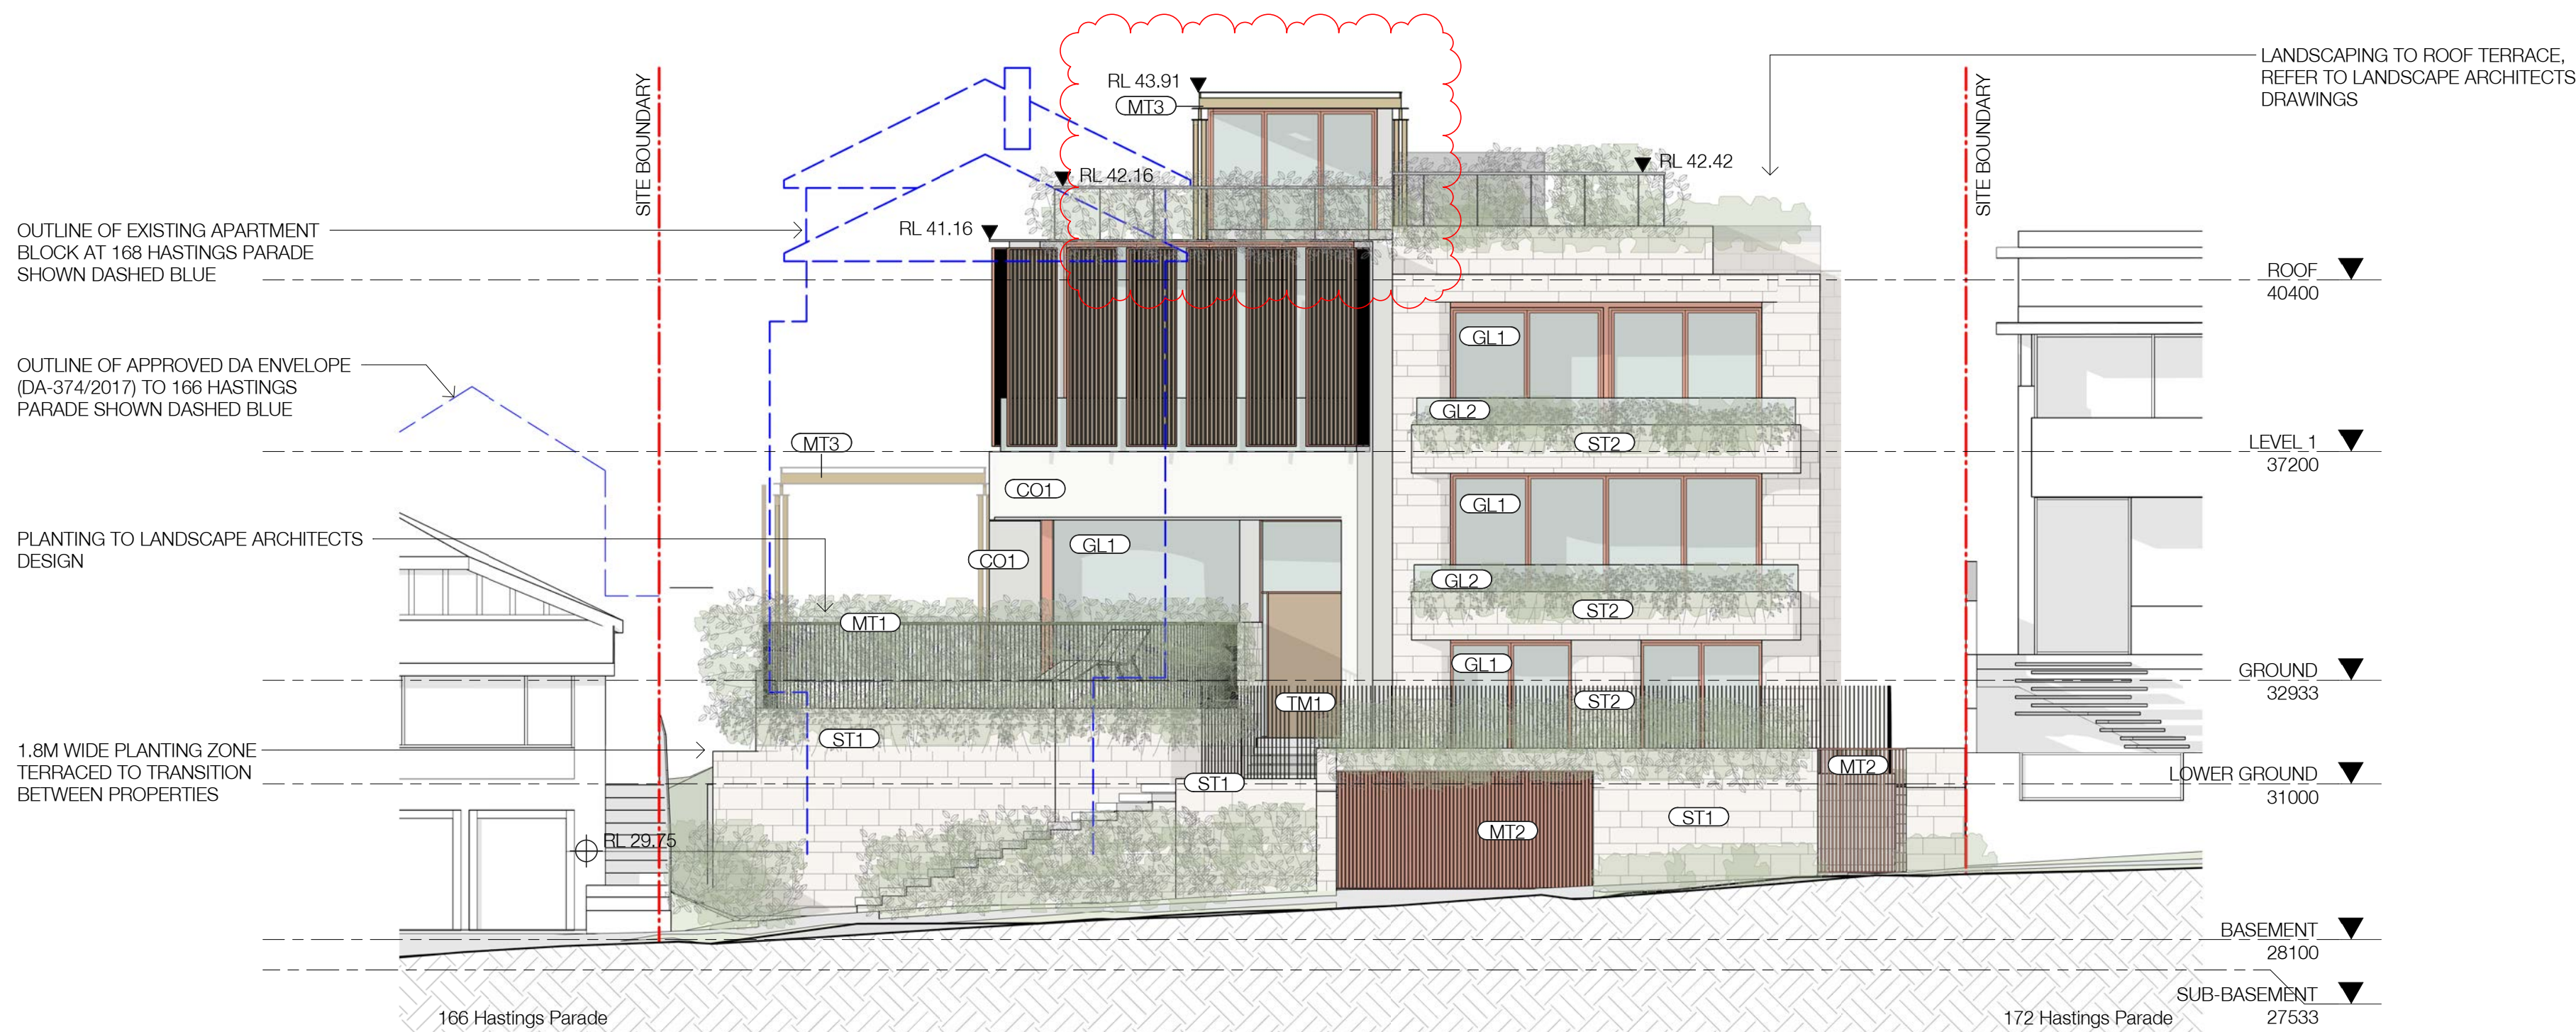 LANDSCAPING TO ROOF TERRACE,
REFER TO LANDSCAPE ARCHITECTS
DRAWINGS
SITE BOUNDARY
SITE BOUNDARY
RL 43.91
MT3
RL 42.16
RL 42.42
RL 41.16
OUTLINE OF EXISTING APARTMENT
BLOCK AT 168 HASTINGS PARADE
SHOWN DASHED BLUE
ROOF
40400
OUTLINE OF APPROVED DA ENVELOPE
(DA-374/2017) TO 166 HASTINGS
PARADE SHOWN DASHED BLUE
GL1
GL2
MT3
ST2
LEVEL 1
37200
CO1
GL1
PLANTING TO LANDSCAPE ARCHITECTS
DESIGN
CO1
GL1
GL2
ST2
MT1
GL1
GROUND
32933
TM1
ST2
ST1
1.8M WIDE PLANTING ZONE
TERRACED TO TRANSITION
BETWEEN PROPERTIES
MT2
ST1
LOWER GROUND
31000
ST1
MT2
RL 29.75
BASEMENT
28100
SUB-BASEMENT
27533
166 Hastings Parade
172 Hastings Parade